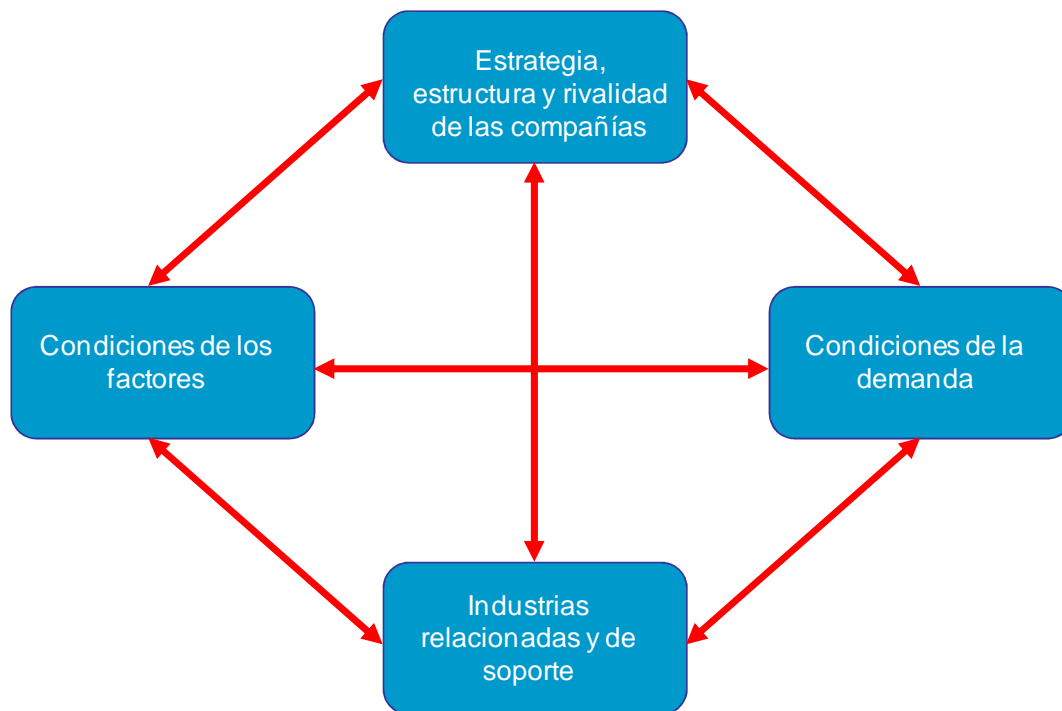 Estrategia,
estructura y rivalidad
de las compañías
Condiciones de los
factores
Condiciones de la
demanda
Industrias
relacionadas y de
soporte